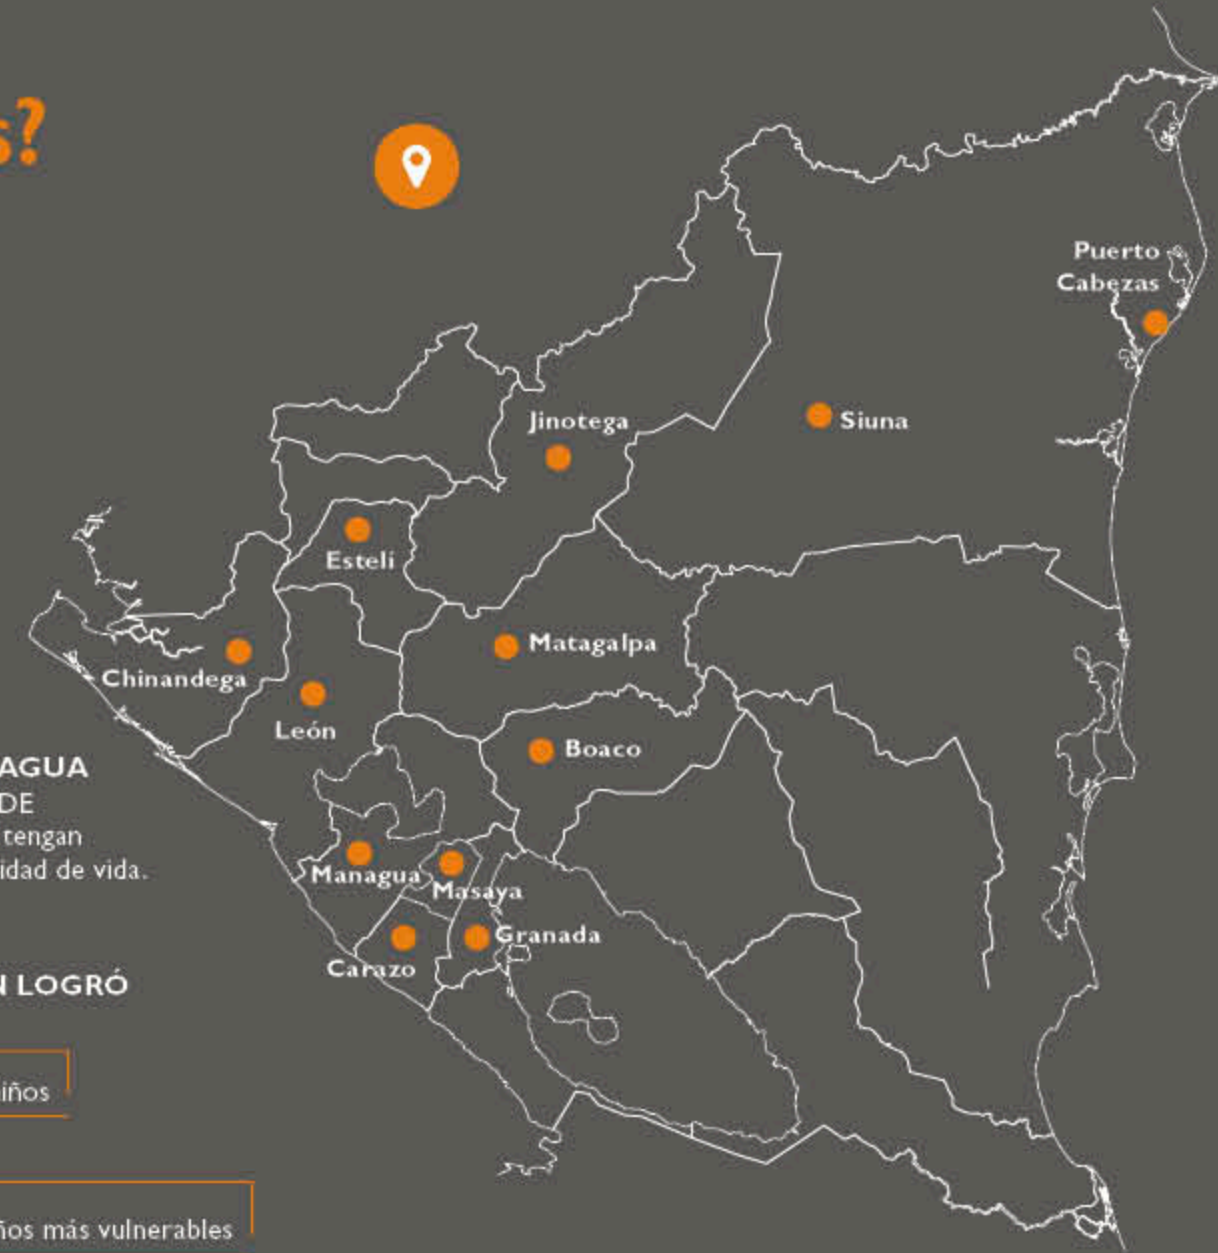 s?
Puerto
Cabezas
Jinotega
Siuna
Estelí
Matagalpa
Chinandega
León
Boaco
AGUA
DE
tengan
idad de vida.
Managua
Masaya
Granada
Carazo
N LOGRÓ
iños
ños más vulnerables